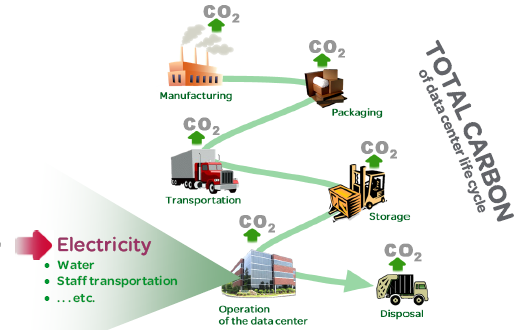 CO2
CO2
Manufacturing
Packaging
CO2
CO2
Transportation
Storage
TOTAL CARBON
of data center life cycle
CO2
Electricity
• Water
• Staff transportation
• . . . etc.
Operation
of the data center
CO2
Disposal